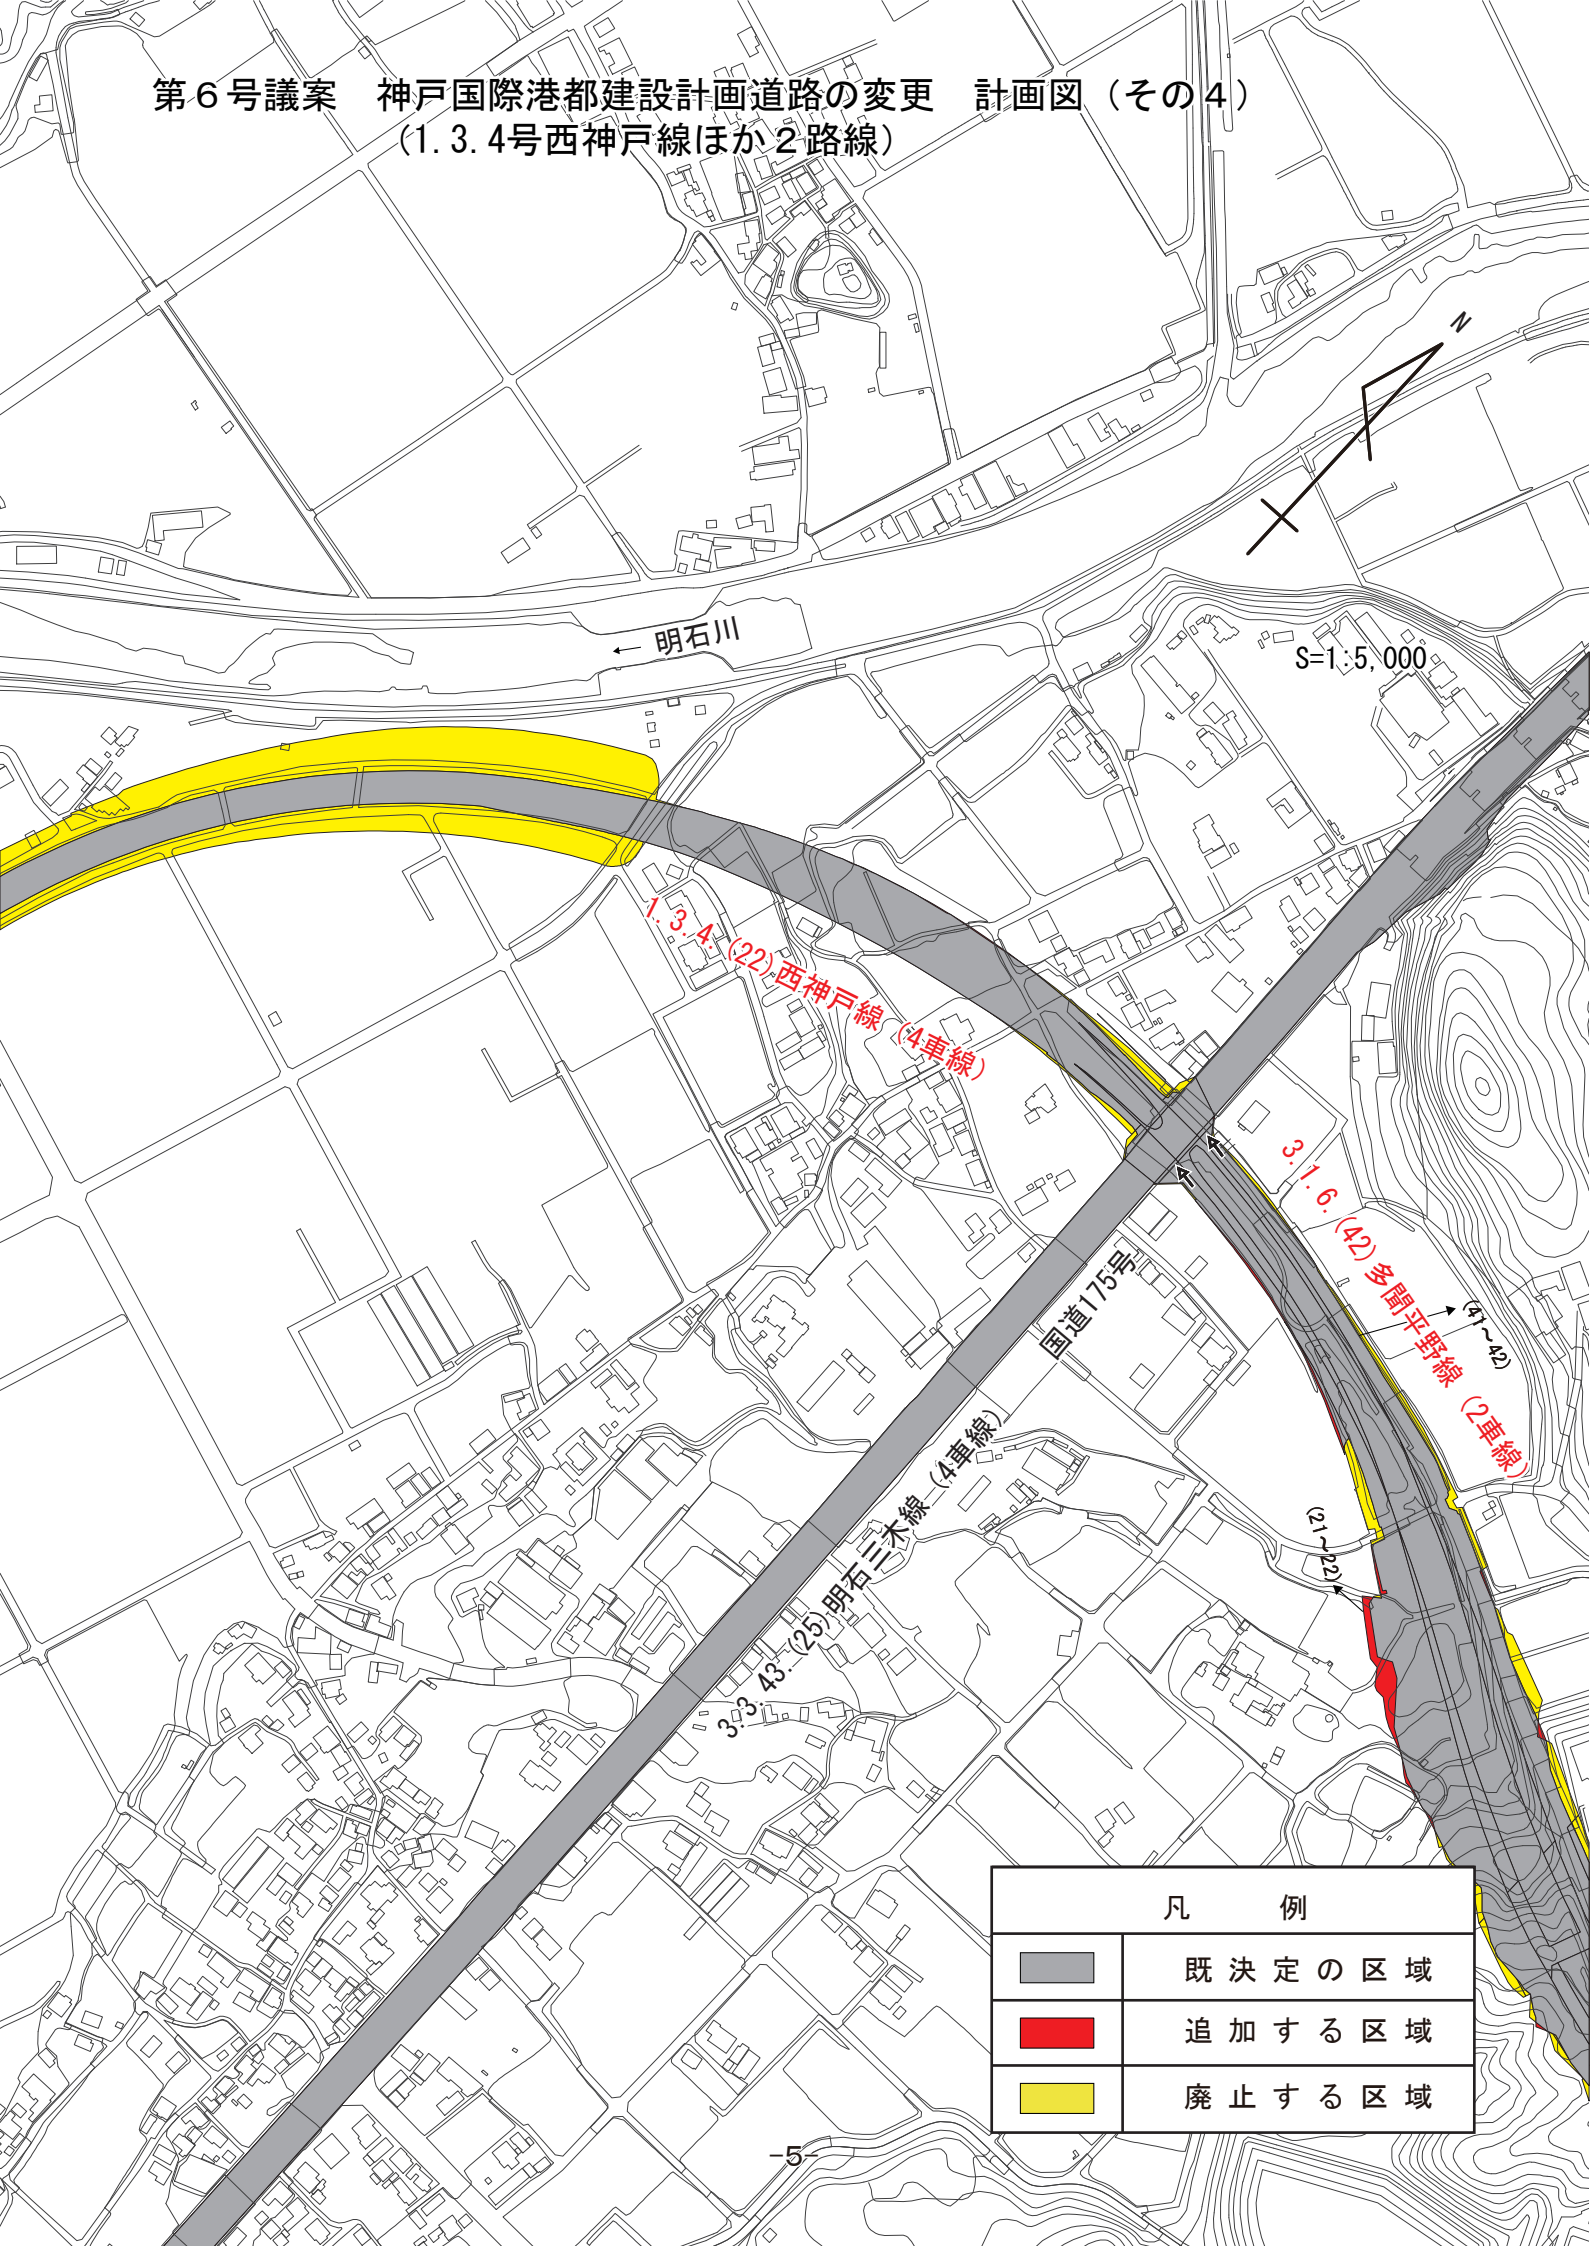 第６号議案　神戸国際港都建設計画道路の変更　計画図（その４）
（1.3.4号西神戸線ほか２路線）
N
← 明石川
S=1:5,000
1.3.4.(22)西神戸線（4車線）
3.1.6.(42)多聞平野線（2車線）
(41～42)
国道175号
3.3.43.(25)明石三木線（4車線）
(21～22)
凡　例
既決定の区域
追加する区域
廃止する区域
-5-